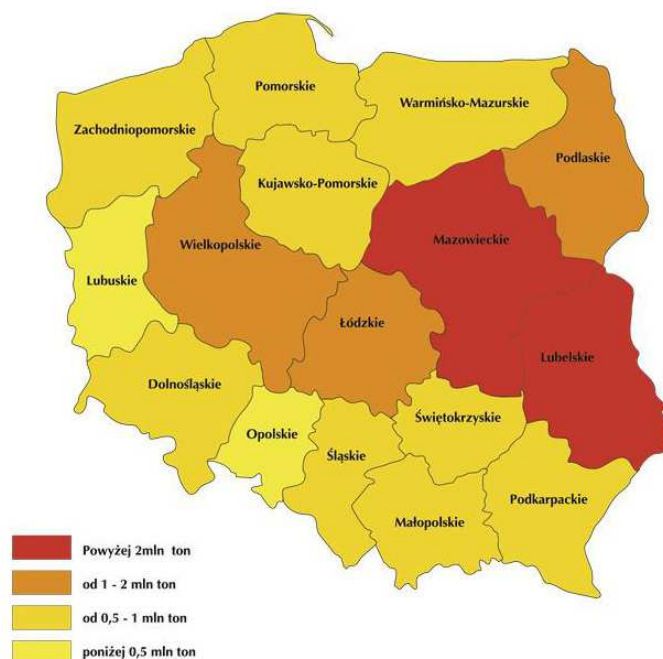 Pomorskie
Warmińsko-Mazurskie
Zachodniopomorskie
Podlaskie
Kujawsko-Pomorskie
Mazowieckie
Wielkopolskie
Lubuskie
Łódzkie
Lubelskie
Dolnośląskie
Świętokrzyskie
Opolskie
Śląskie
Podkarpackie
Małopolskie
Powyżej 2mln ton
od 1 - 2 mln ton
od 0,5 - 1 mln ton
poniżej 0,5 mln ton